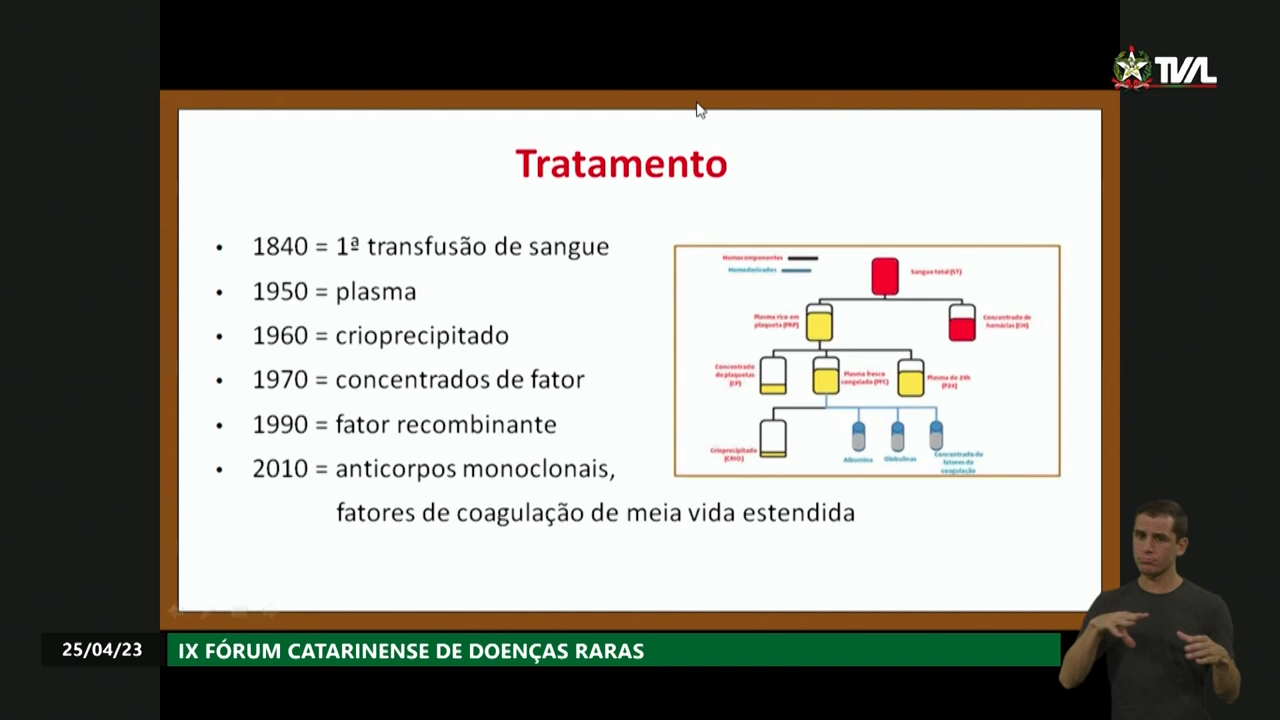 TVAL
Tratamento
• 1840 = 1ª transfusão de sangue
• 1950 = plasma
• 1960 = crioprecipitado
• 1970 = concentrados de fator
• 1990 = fator recombinante
• 2010 = anticorpos monoclonais,
fatores de coagulação de meia vida estendida
Hemocomponentes
Hemoderivados
Sangue total (ST)
Plasma rico em
plaqueta (PRP)
Concentrado de
hemácias (CH)
Concentrado
de plaquetas
(CP)
Plasma fresco
congelado (PFC)
Plasma de 24h
(P24)
Crioprecipitado
(CRIO)
Albumina
Globulinas
Concentrado de
fatores de
coagulação
25/04/23
IX FÓRUM CATARINENSE DE DOENÇAS RARAS